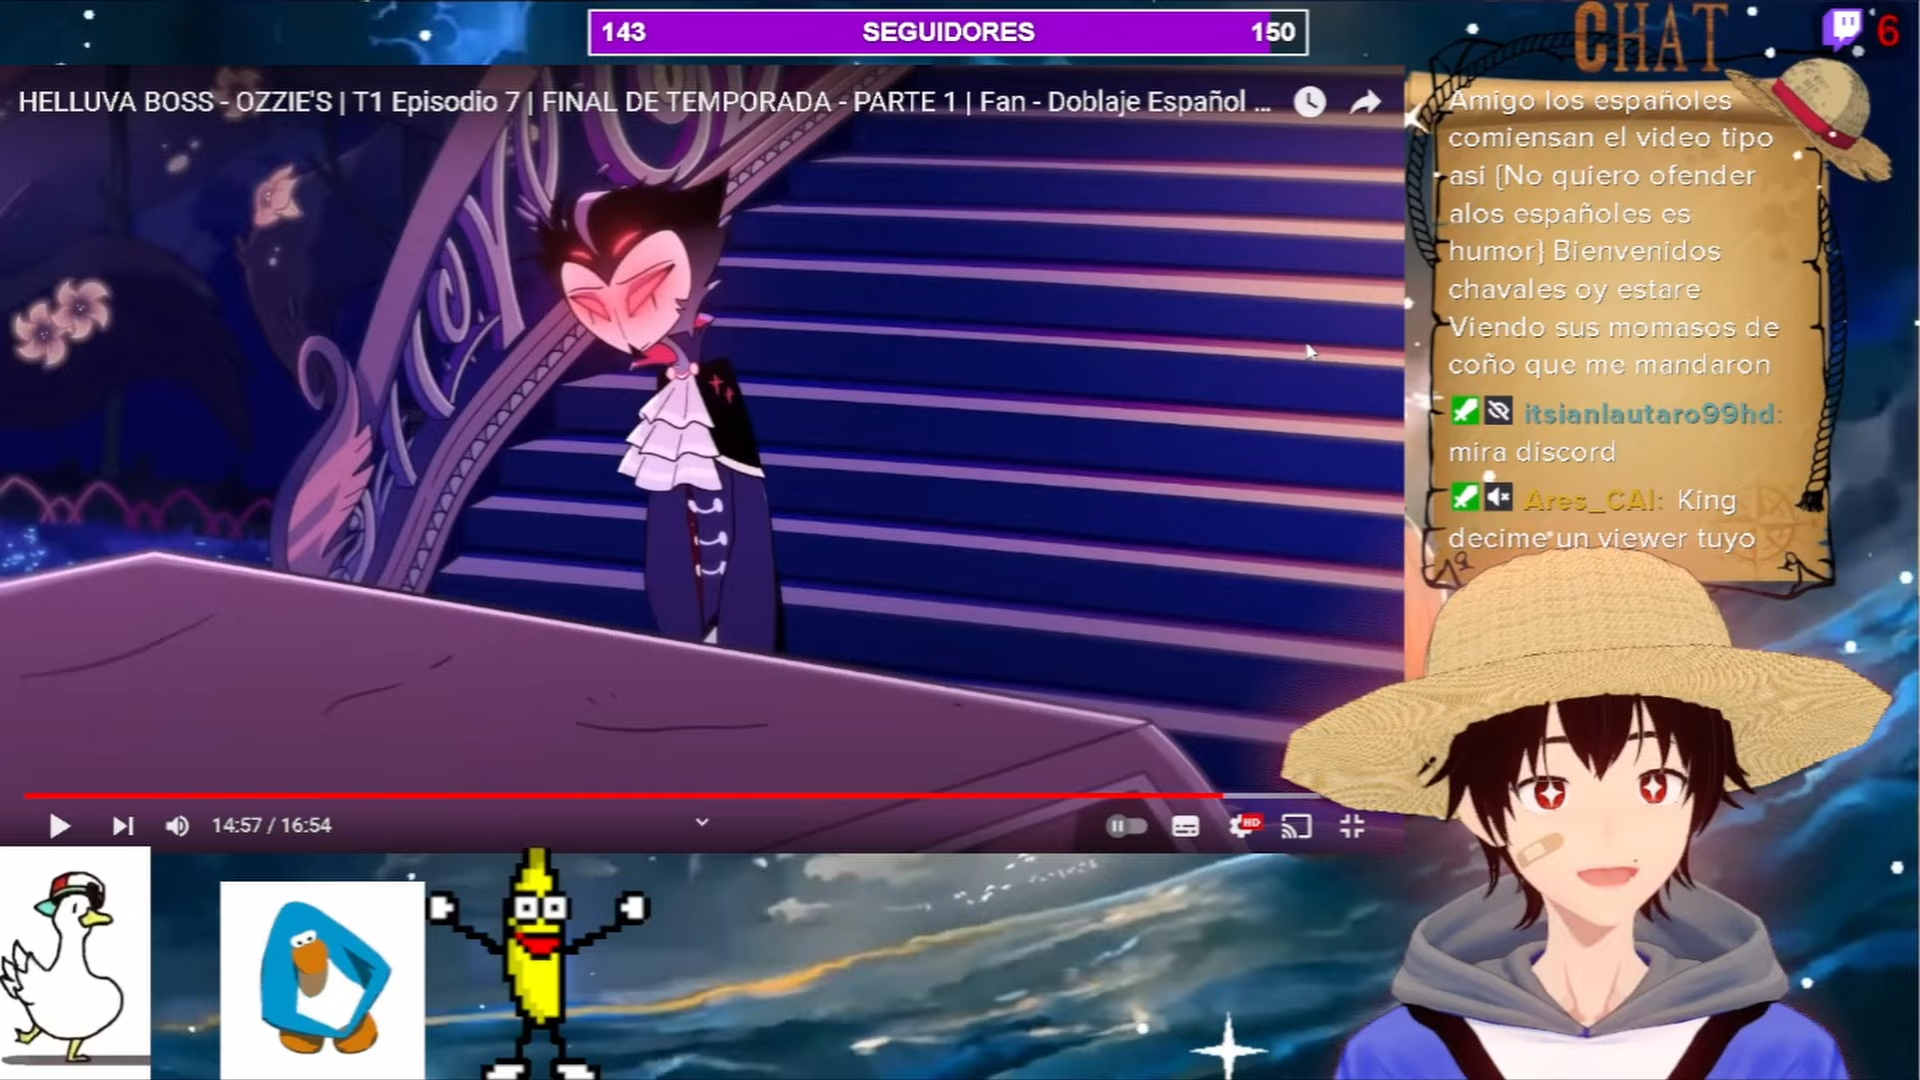 143 SEGUIDORES 150
HELLUVA BOSS - OZZIE'S | T1 Episodio 7 | FINAL DE TEMPORADA - PARTE 1 | Fan - Doblaje Español ...
14:57 / 16:54
HD
CHAT
6
Amigo los españoles
comiensan el video tipo
asi [No quiero ofender
alos españoles es
humor} Bienvenidos
chavales oy estare
Viendo sus momasos de
coño que me mandaron
itsianlautaro99hd:
mira discord
Ares_CAI: King
decime un viewer tuyo